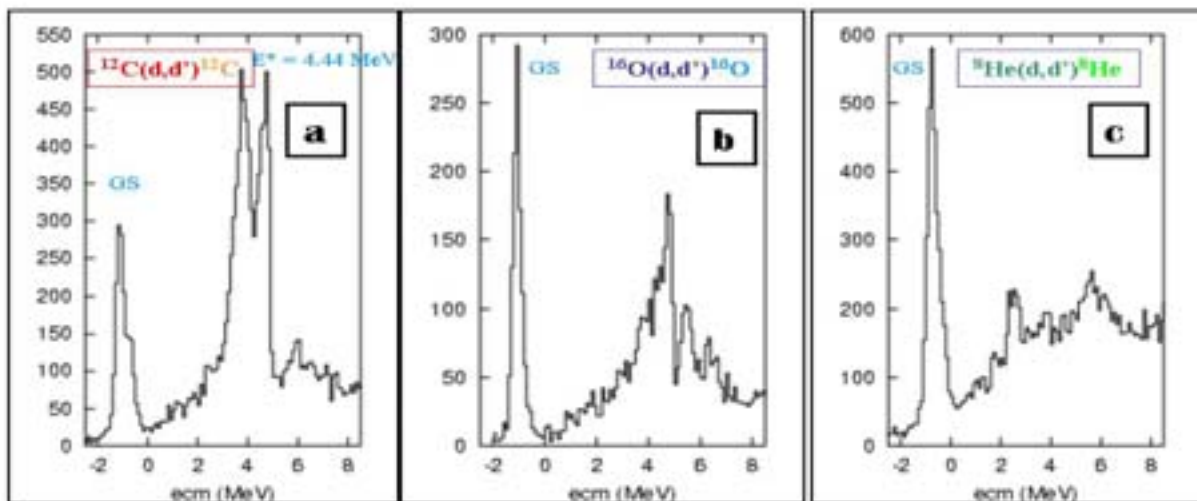 550
500
450
400
350
300
250
200
150
100
50
0
¹²C(d,d')¹²C
E* = 4.44 MeV
a
GS
-2 0 2 4 6 8
ecm (MeV)
300
250
200
150
100
50
0
GS
¹⁶O(d,d')¹⁶O
b
-2 0 2 4 6 8
ecm (MeV)
600
500
400
300
200
100
0
GS
⁸He(d,d')⁸He
c
-2 0 2 4 6 8
ecm (MeV)